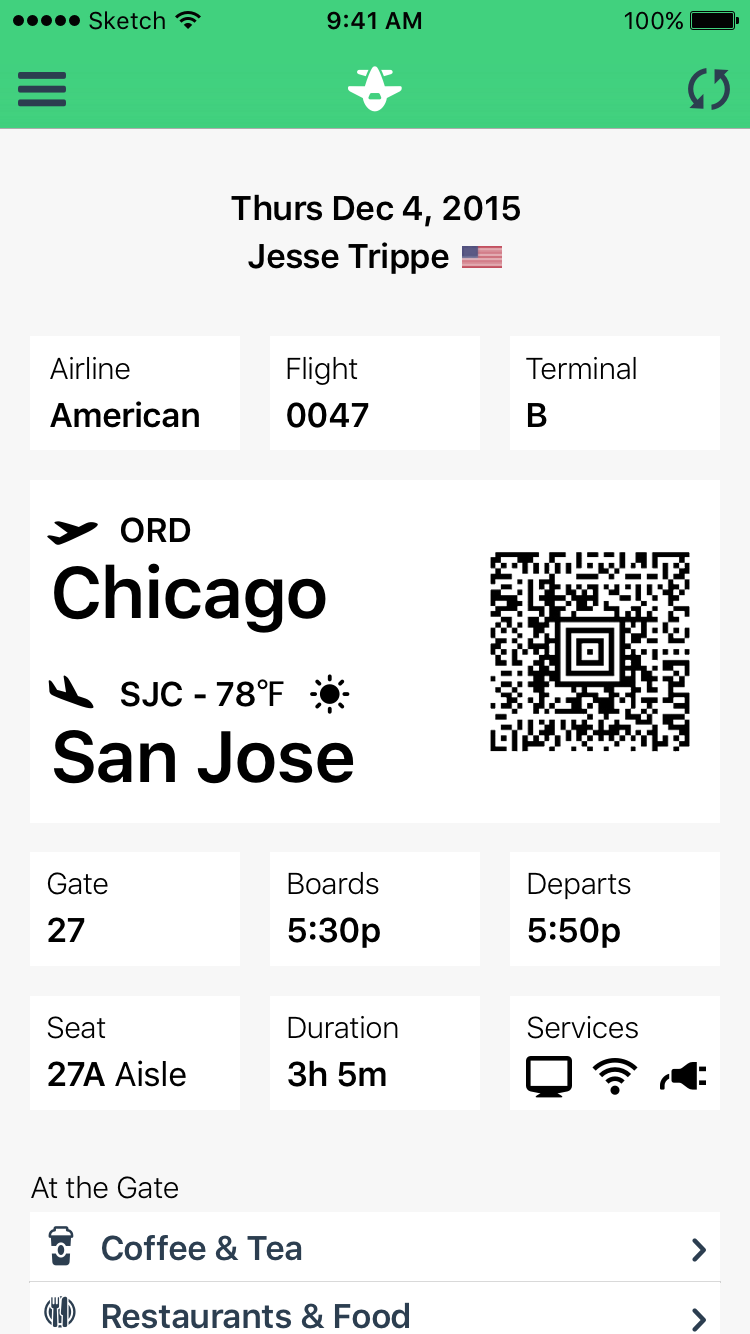 Sketch 9:41 AM 100%
Thurs Dec 4, 2015
Jesse Trippe
Airline Flight Terminal
American 0047 B
ORD
Chicago
SJC - 78°F
San Jose
Gate Boards Departs
27 5:30p 5:50p
Seat Duration Services
27A Aisle 3h 5m
At the Gate
Coffee & Tea
Restaurants & Food